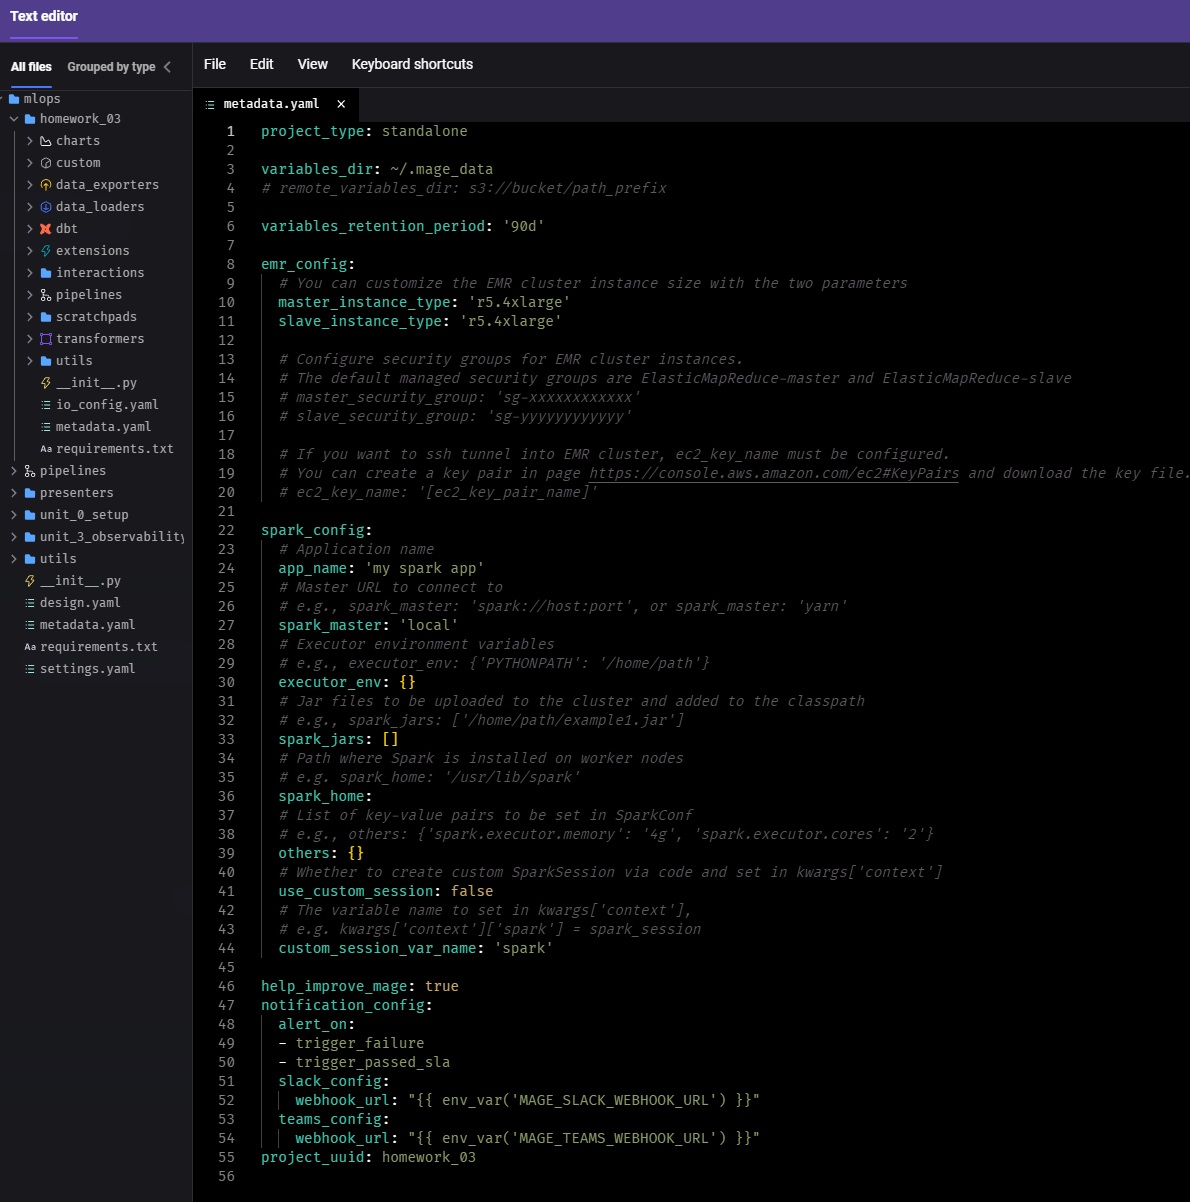 Text editor
All files Grouped by type
mlops
homework_03
charts
custom
data_exporters
data_loaders
dbt
extensions
interactions
pipelines
scratchpads
transformers
utils
__init__.py
io_config.yaml
metadata.yaml
Aa requirements.txt
pipelines
presenters
unit_0_setup
unit_3_observability
utils
__init__.py
design.yaml
metadata.yaml
Aa requirements.txt
settings.yaml
File Edit View Keyboard shortcuts
metadata.yaml ×
1 project_type: standalone
2
3 variables_dir: ~/.mage_data
4 # remote_variables_dir: s3://bucket/path_prefix
5
6 variables_retention_period: '90d'
7
8 emr_config:
9 # You can customize the EMR cluster instance size with the two parameters
10 master_instance_type: 'r5.4xlarge'
11 slave_instance_type: 'r5.4xlarge'
12
13 # Configure security groups for EMR cluster instances.
14 # The default managed security groups are ElasticMapReduce-master and ElasticMapReduce-slave
15 # master_security_group: 'sg-xxxxxxxxxxxx'
16 # slave_security_group: 'sg-yyyyyyyyyyyy'
17
18 # If you want to ssh tunnel into EMR cluster, ec2_key_name must be configured.
19 # You can create a key pair in page https://console.aws.amazon.com/ec2#KeyPairs and download the key file.
20 # ec2_key_name: '[ec2_key_pair_name]'
21
22 spark_config:
23 # Application name
24 app_name: 'my spark app'
25 # Master URL to connect to
26 # e.g., spark_master: 'spark://host:port', or spark_master: 'yarn'
27 spark_master: 'local'
28 # Executor environment variables
29 # e.g., executor_env: {'PYTHONPATH': '/home/path'}
30 executor_env: {}
31 # Jar files to be uploaded to the cluster and added to the classpath
32 # e.g., spark_jars: ['/home/path/example1.jar']
33 spark_jars: []
34 # Path where Spark is installed on worker nodes
35 # e.g. spark_home: '/usr/lib/spark'
36 spark_home:
37 # List of key-value pairs to be set in SparkConf
38 # e.g., others: {'spark.executor.memory': '4g', 'spark.executor.cores': '2'}
39 others: {}
40 # Whether to create custom SparkSession via code and set in kwargs['context']
41 use_custom_session: false
42 # The variable name to set in kwargs['context'],
43 # e.g. kwargs['context']['spark'] = spark_session
44 custom_session_var_name: 'spark'
45
46 help_improve_mage: true
47 notification_config:
48 alert_on:
49 - trigger_failure
50 - trigger_passed_sla
51 slack_config:
52 webhook_url: "{{ env_var('MAGE_SLACK_WEBHOOK_URL') }}"
53 teams_config:
54 webhook_url: "{{ env_var('MAGE_TEAMS_WEBHOOK_URL') }}"
55 project_uuid: homework_03
56